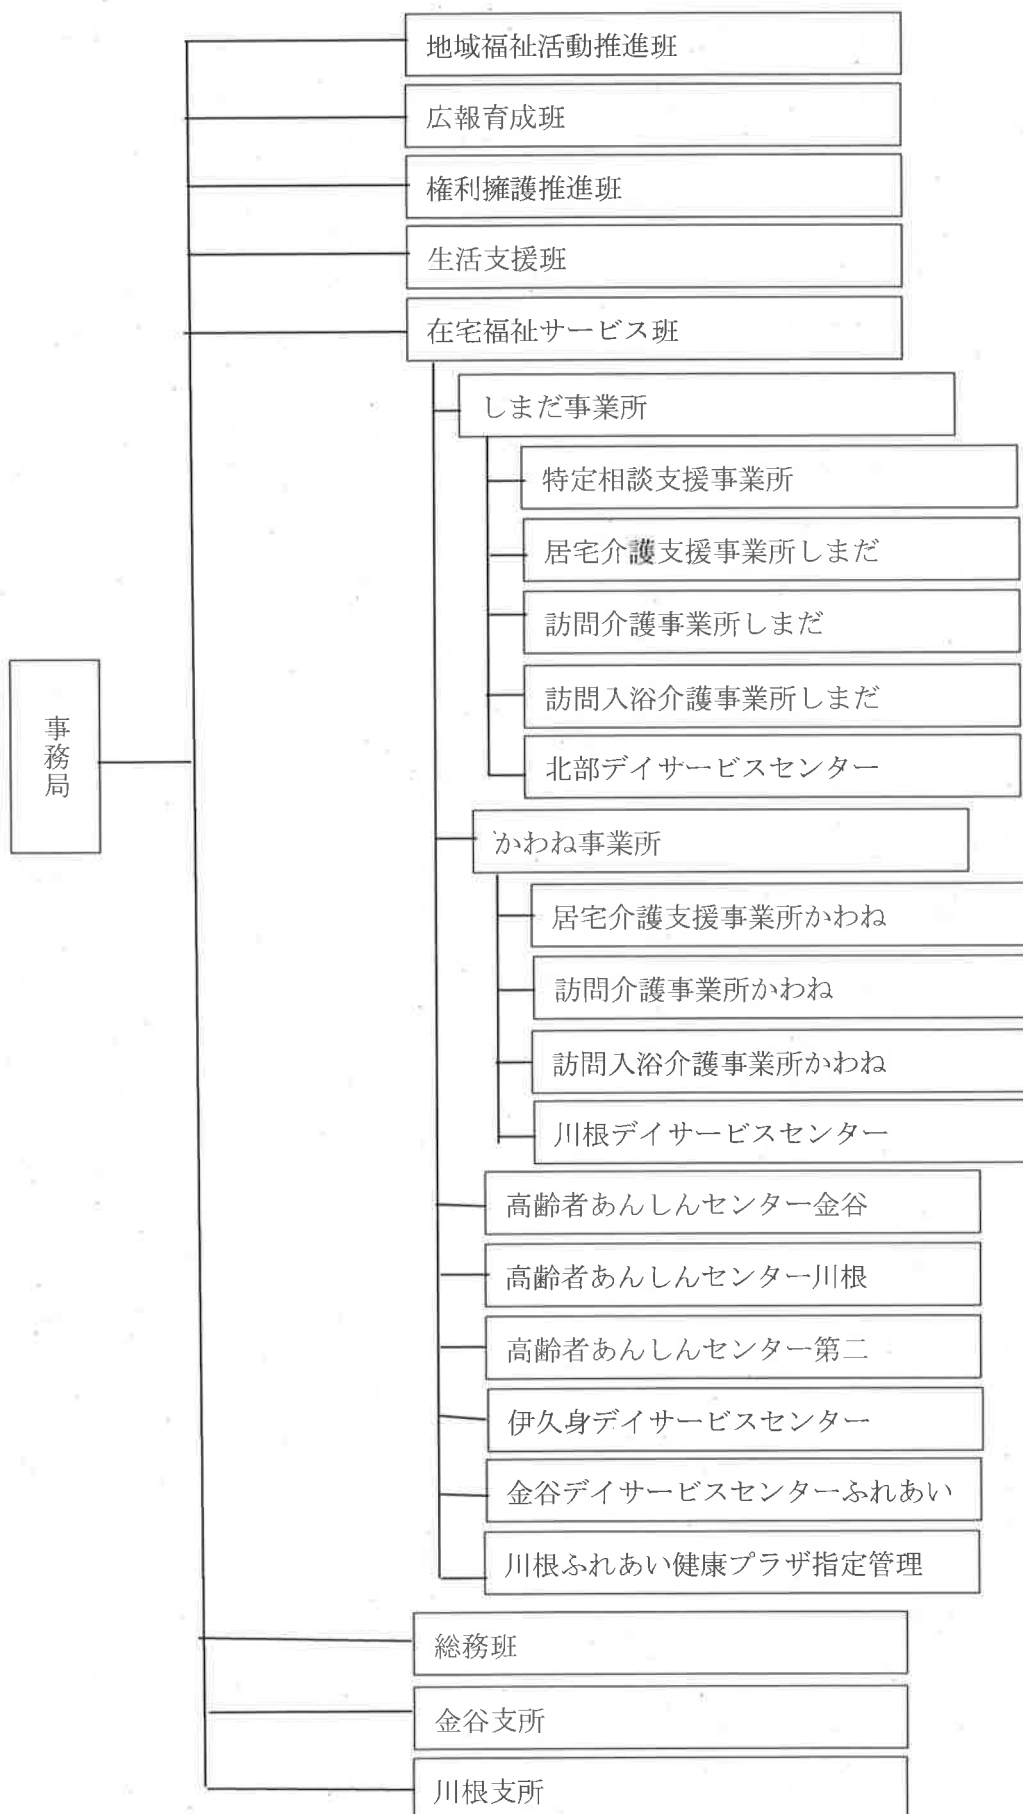 地域福祉活動推進班
広報育成班
権利擁護推進班
生活支援班
在宅福祉サービス班
しまだ事業所
特定相談支援事業所
居宅介護支援事業所しまだ
訪問介護事業所しまだ
訪問入浴介護事業所しまだ
北部デイサービスセンター
事務局
かわね事業所
居宅介護支援事業所かわね
訪問介護事業所かわね
訪問入浴介護事業所かわね
川根デイサービスセンター
高齢者あんしんセンター金谷
高齢者あんしんセンター川根
高齢者あんしんセンター第二
伊久身デイサービスセンター
金谷デイサービスセンターふれあい
川根ふれあい健康プラザ指定管理
総務班
金谷支所
川根支所